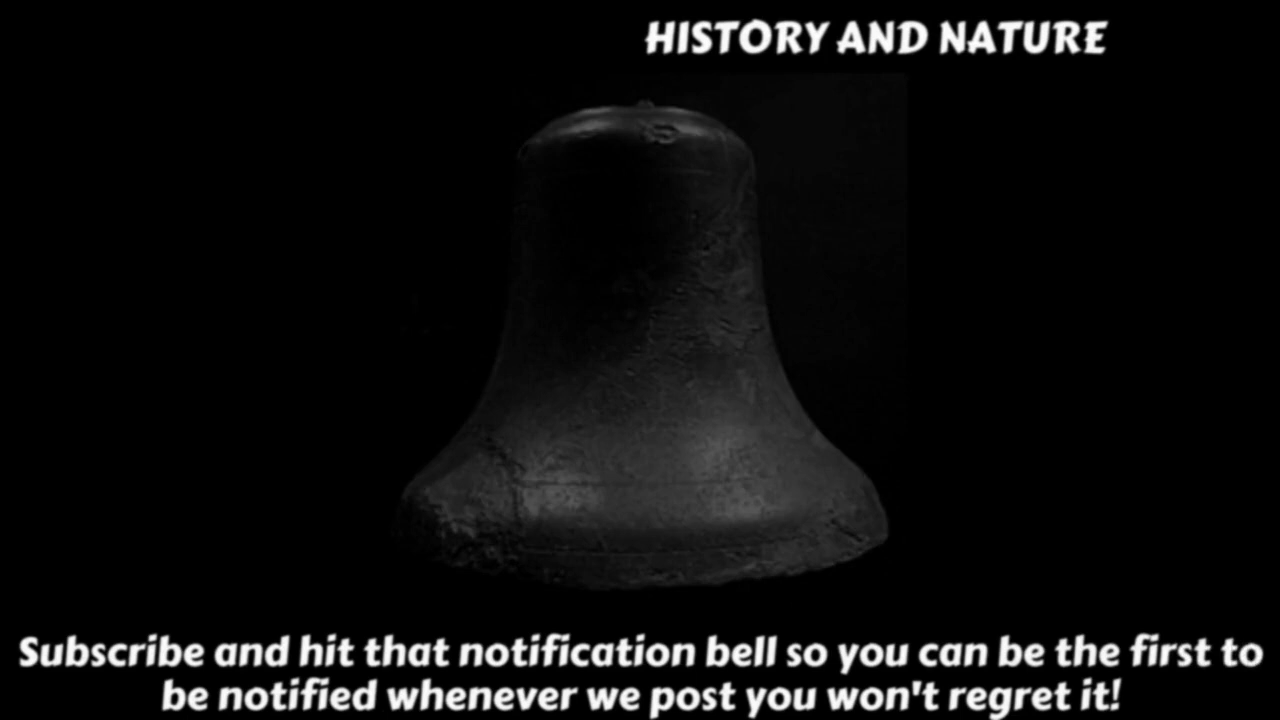 HISTORY AND NATURE
Subscribe and hit that notification bell so you can be the first to
be notified whenever we post you won't regret it!